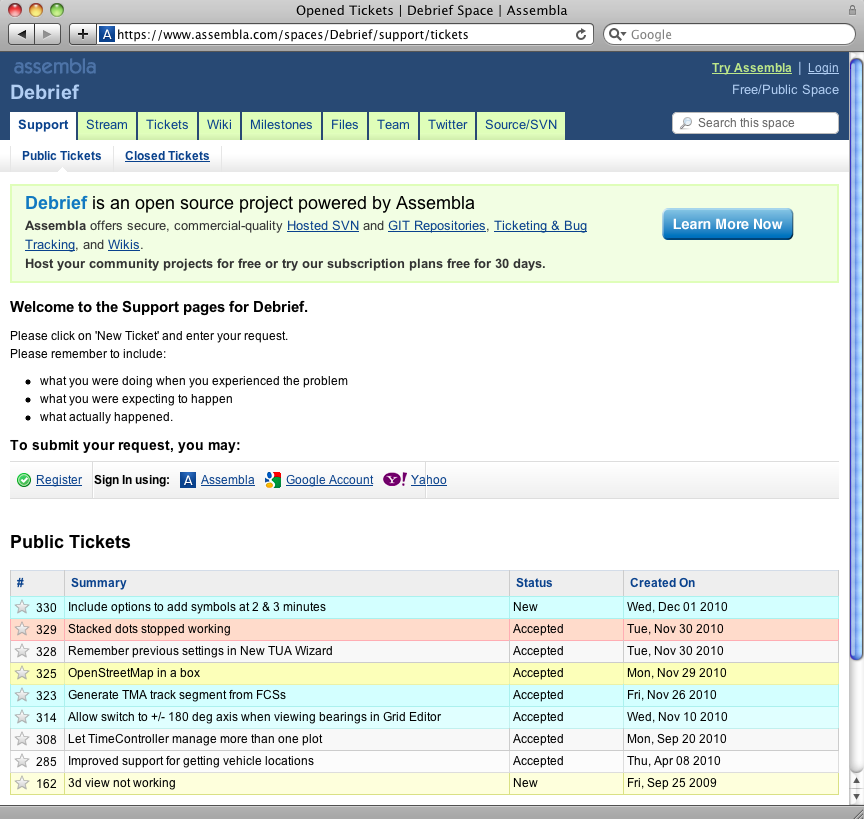 Opened Tickets | Debrief Space | Assembla
A https://www.assembla.com/spaces/Debrief/support/tickets
Google
assembla
Try Assembla | Login
Debrief
Free/Public Space
Support Stream Tickets Wiki Milestones Files Team Twitter Source/SVN
Search this space
Public Tickets Closed Tickets
Debrief is an open source project powered by Assembla
Assembla offers secure, commercial-quality Hosted SVN and GIT Repositories, Ticketing & Bug
Tracking, and Wikis.
Host your community projects for free or try our subscription plans free for 30 days.
Learn More Now
Welcome to the Support pages for Debrief.
Please click on 'New Ticket' and enter your request.
Please remember to include:
• what you were doing when you experienced the problem
• what you were expecting to happen
• what actually happened.
To submit your request, you may:
Register Sign In using: A Assembla Google Account Y! Yahoo
Public Tickets
# Summary Status Created On
330 Include options to add symbols at 2 & 3 minutes New Wed, Dec 01 2010
329 Stacked dots stopped working Accepted Tue, Nov 30 2010
328 Remember previous settings in New TUA Wizard Accepted Tue, Nov 30 2010
325 OpenStreetMap in a box Accepted Mon, Nov 29 2010
323 Generate TMA track segment from FCSs Accepted Fri, Nov 26 2010
314 Allow switch to +/- 180 deg axis when viewing bearings in Grid Editor Accepted Wed, Nov 10 2010
308 Let TimeController manage more than one plot Accepted Mon, Sep 20 2010
285 Improved support for getting vehicle locations Accepted Thu, Apr 08 2010
162 3d view not working New Fri, Sep 25 2009